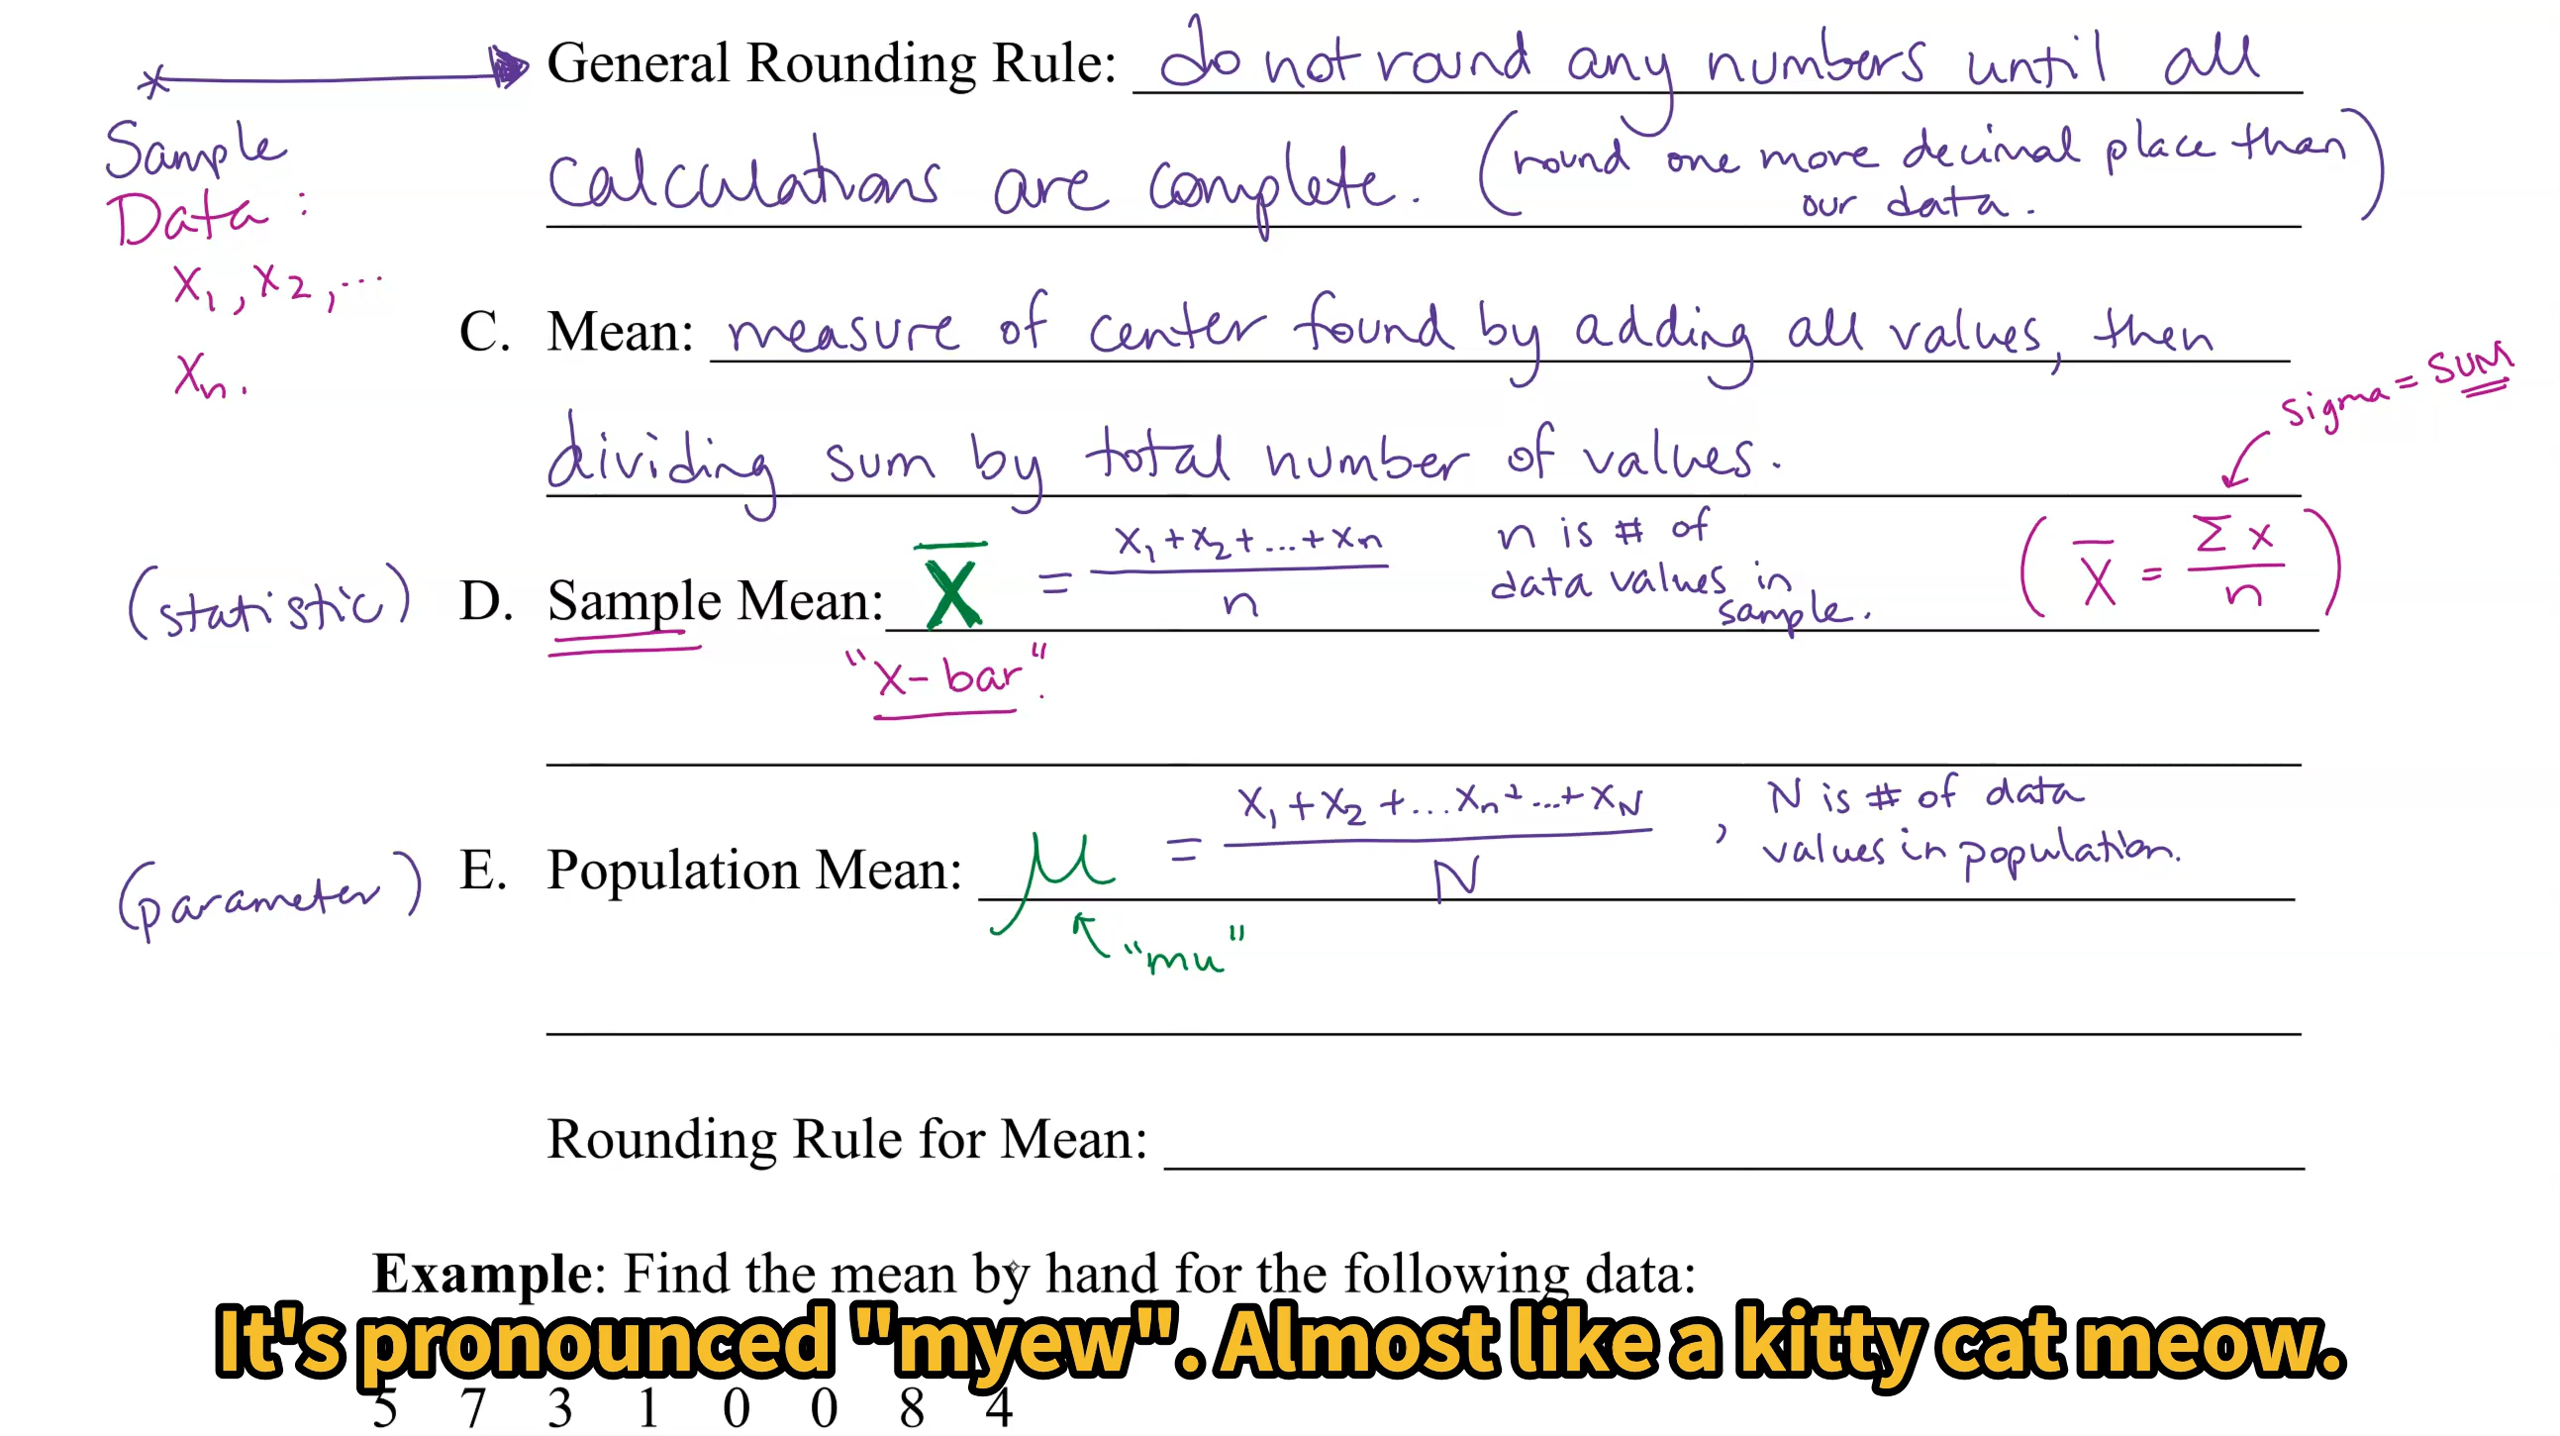 General Rounding Rule: do not round any numbers until all
calculations are complete. (round one more decimal place than
our data.)
Sample
Data:
x₁, x₂, ...
xₙ.
C. Mean: measure of center found by adding all values, then
dividing sum by total number of values.
sigma = SUM
(statistic) D. Sample Mean: x̄ = x₁+x₂+...+xₙ / n n is # of data values in sample. (x̄ = Σx / n)
"x-bar".
(parameter) E. Population Mean: μ = x₁+x₂+...xₙ+...+x_N / N , N is # of data values in population.
"mu"
Rounding Rule for Mean:
Example: Find the mean by hand for the following data:
It's pronounced "myew". Almost like a kitty cat meow.
5 7 3 1 0 0 8 4